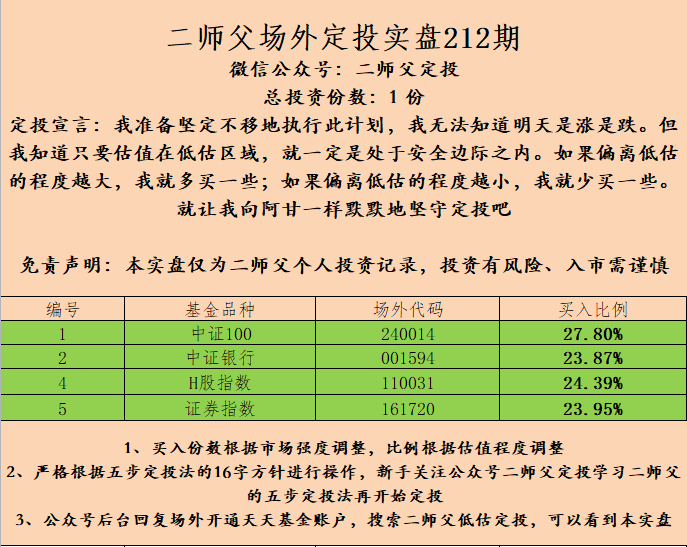 二师父场外定投实盘212期
微信公众号：二师父定投
总投资份数：1 份
定投宣言：我准备坚定不移地执行此计划，我无法知道明天是涨是跌。但
我知道只要估值在低估区域，就一定是处于安全边际之内。如果偏离低估
的程度越大，我就多买一些；如果偏离低估的程度越小，我就少买一些。
就让我向阿甘一样默默地坚守定投吧
免责声明：本实盘仅为二师父个人投资记录，投资有风险、入市需谨慎
编号 基金品种 场外代码 买入比例
1 中证100 240014 27.80%
2 中证银行 001594 23.87%
4 H股指数 110031 24.39%
5 证券指数 161720 23.95%
1、买入份数根据市场强度调整，比例根据估值程度调整
2、严格根据五步定投法的16字方针进行操作，新手关注公众号二师父定投学习二师父
的五步定投法再开始定投
3、公众号后台回复场外开通天天基金账户，搜索二师父低估定投，可以看到本实盘